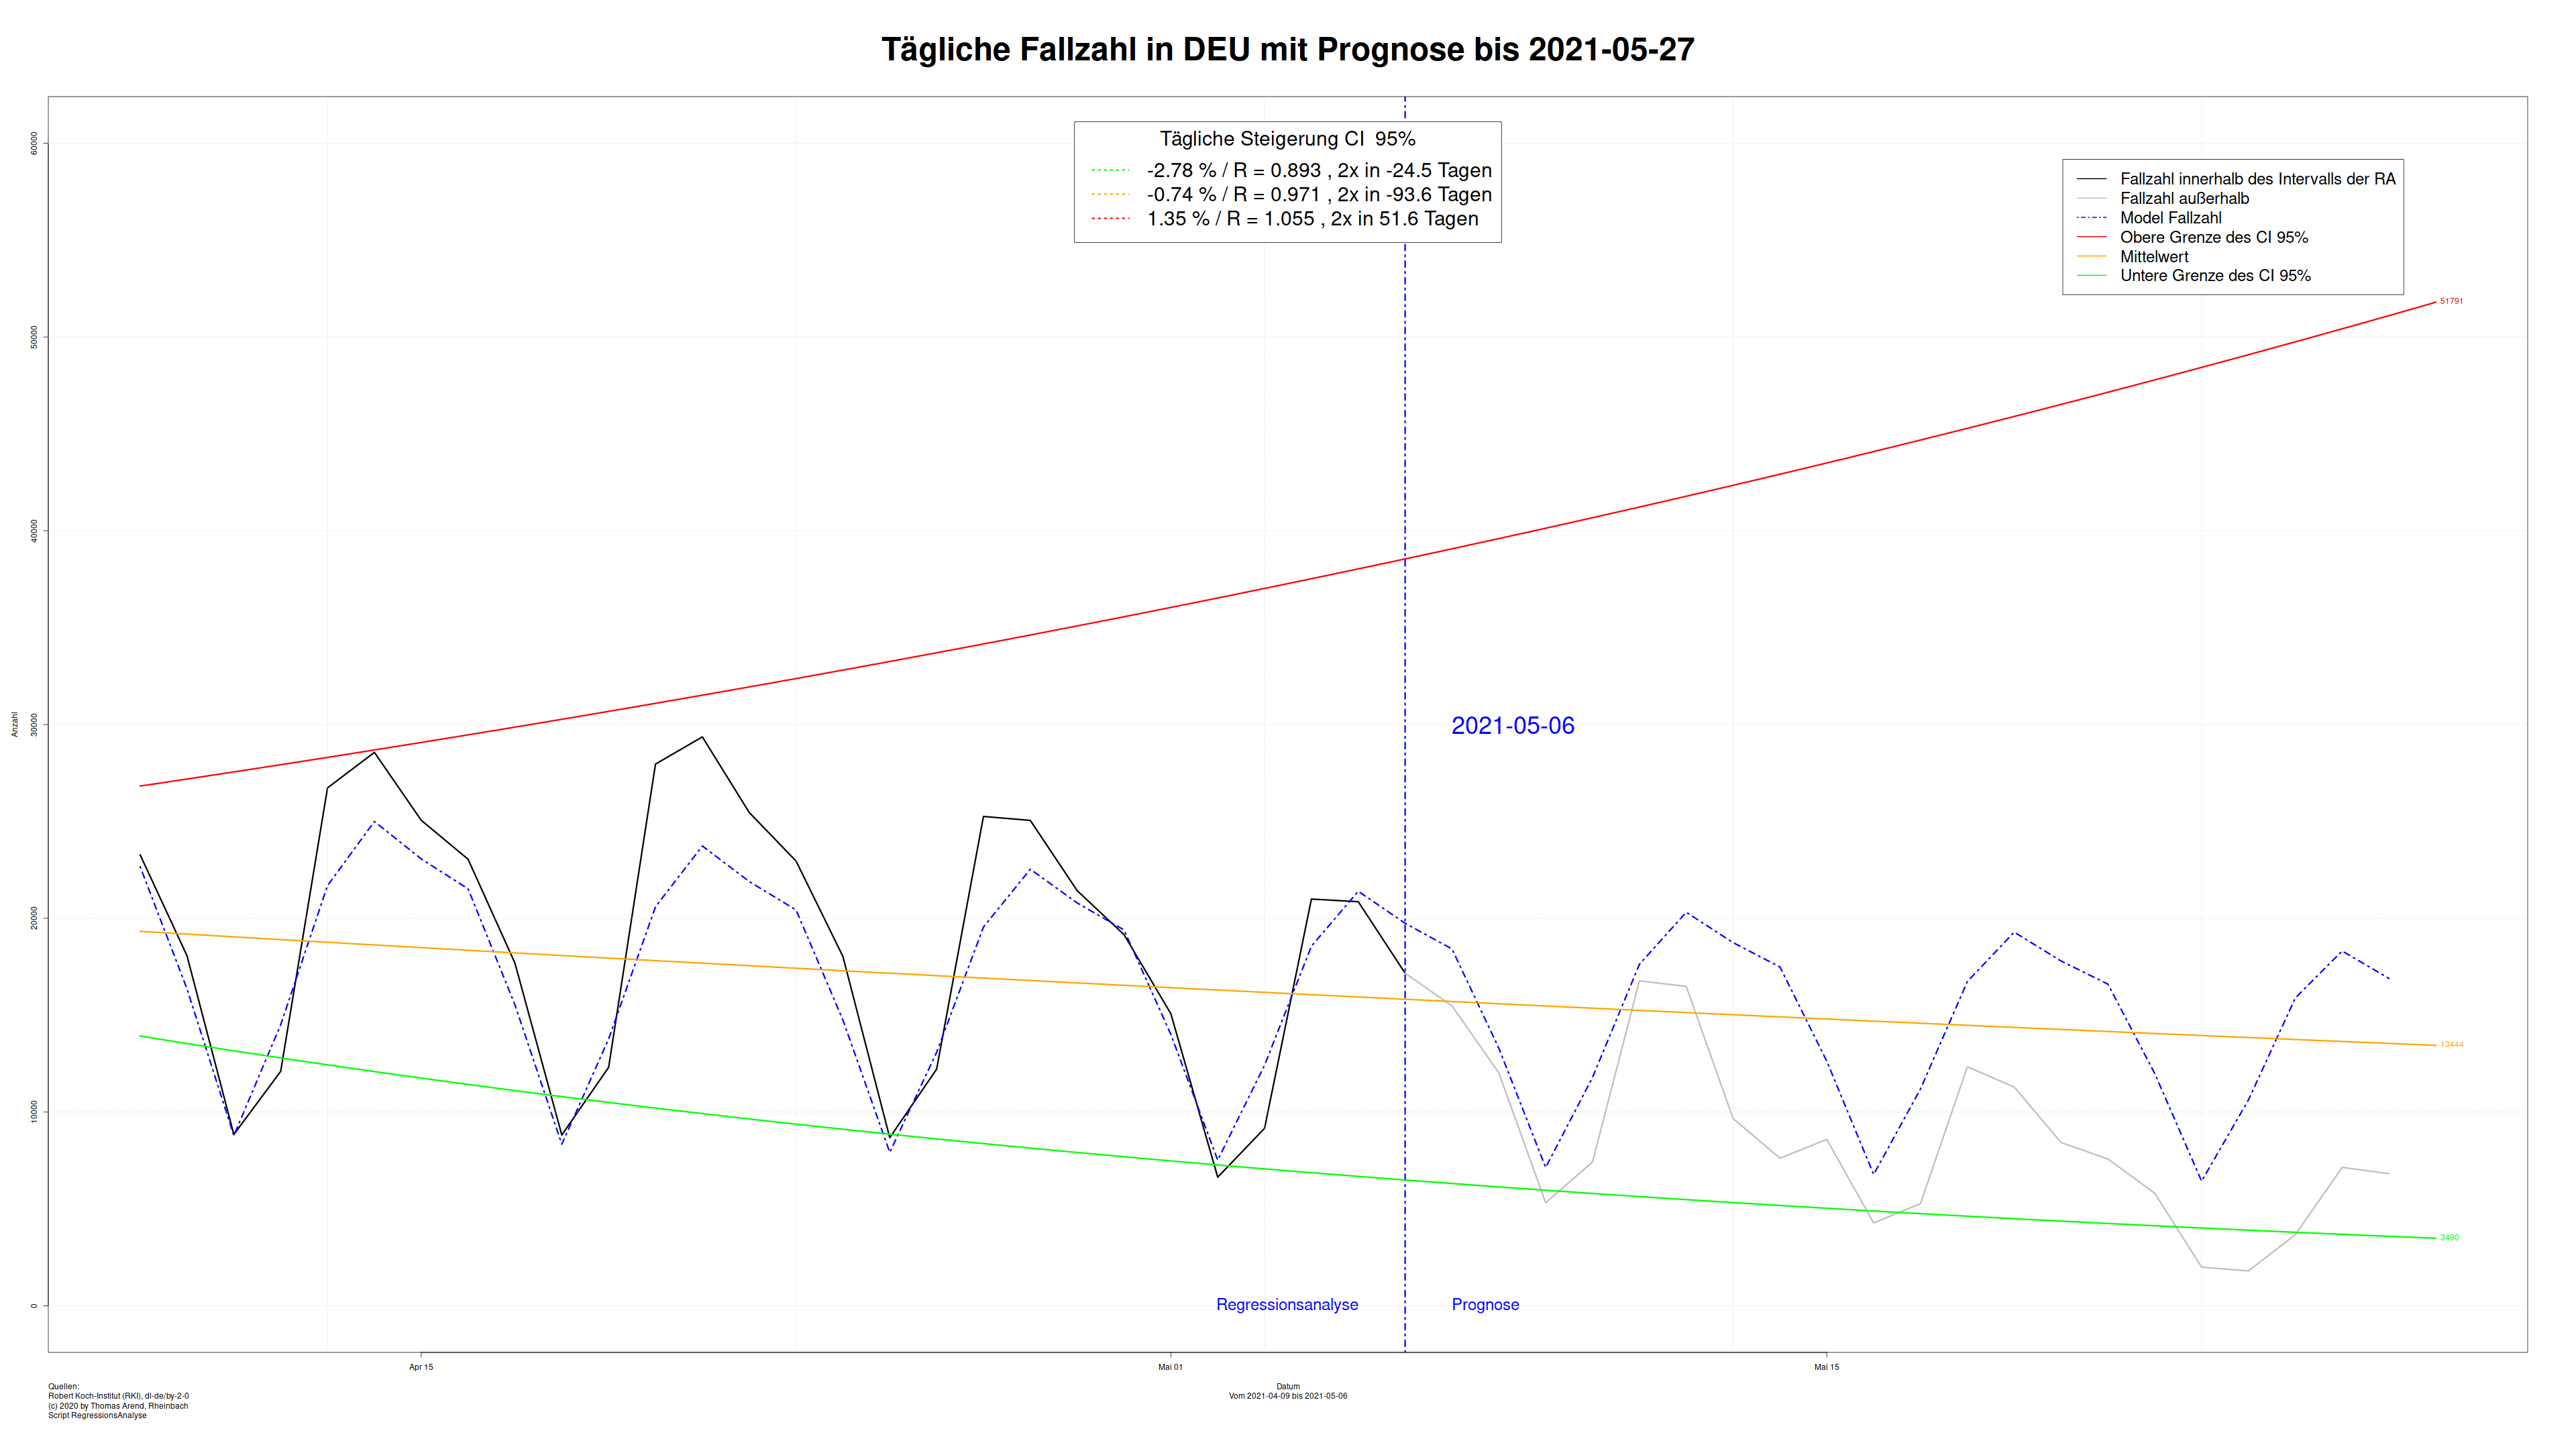 Tägliche Fallzahl in DEU mit Prognose bis 2021-05-27
Tägliche Steigerung CI 95%
-2.78 % / R = 0.893 , 2x in -24.5 Tagen
-0.74 % / R = 0.971 , 2x in -93.6 Tagen
1.35 % / R = 1.055 , 2x in 51.6 Tagen
Fallzahl innerhalb des Intervalls der RA
Fallzahl außerhalb
Model Fallzahl
Obere Grenze des CI 95%
Mittelwert
Untere Grenze des CI 95%
60000
50000
40000
30000
20000
10000
0
Anzahl
51791
13444
3490
2021-05-06
Regressionsanalyse
Prognose
Apr 15
Mai 01
Mai 15
Datum
Vom 2021-04-09 bis 2021-05-06
Quellen:
Robert Koch-Institut (RKI), dl-de/by-2-0
(c) 2020 by Thomas Arend, Rheinbach
Script RegressionsAnalyse